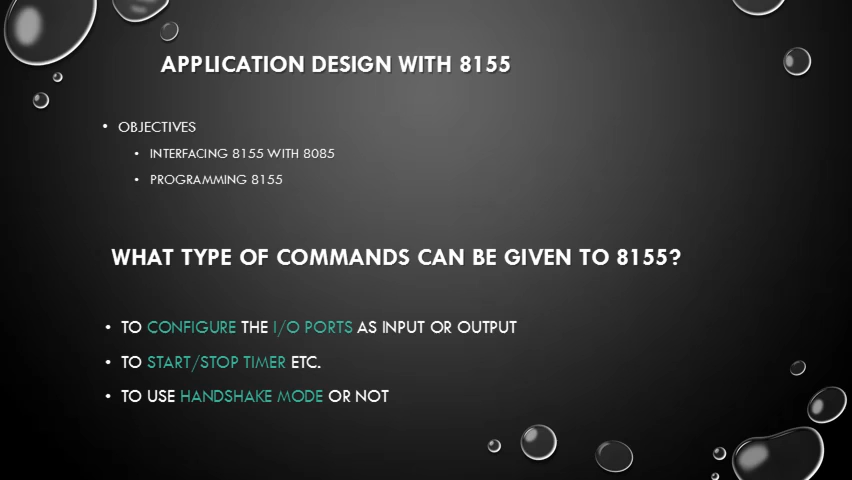 APPLICATION DESIGN WITH 8155
• OBJECTIVES
• INTERFACING 8155 WITH 8085
• PROGRAMMING 8155
WHAT TYPE OF COMMANDS CAN BE GIVEN TO 8155?
• TO CONFIGURE THE I/O PORTS AS INPUT OR OUTPUT
• TO START/STOP TIMER ETC.
• TO USE HANDSHAKE MODE OR NOT